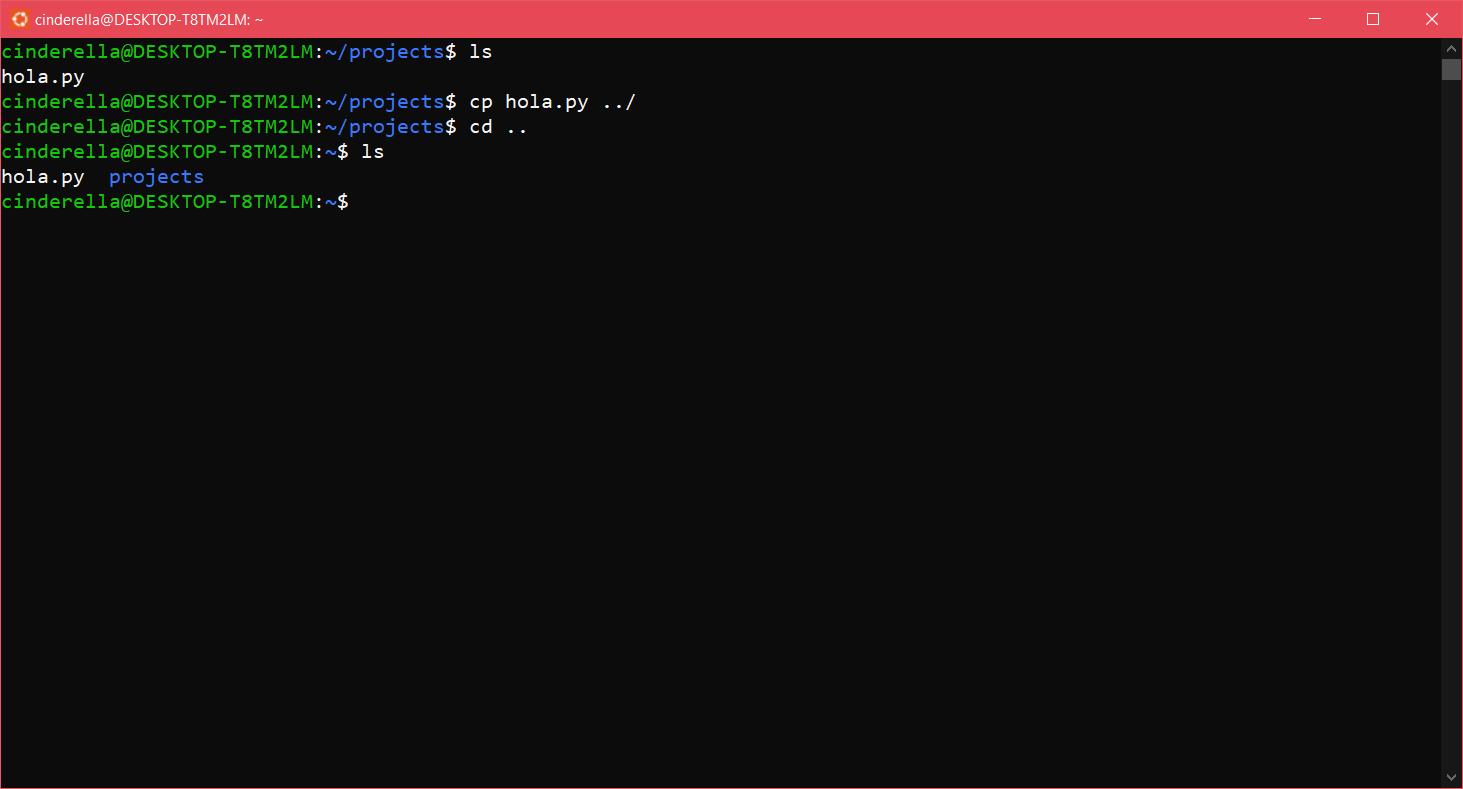 cinderella@DESKTOP-T8TM2LM: ~
cinderella@DESKTOP-T8TM2LM:~/projects$ ls
hola.py
cinderella@DESKTOP-T8TM2LM:~/projects$ cp hola.py ../
cinderella@DESKTOP-T8TM2LM:~/projects$ cd ..
cinderella@DESKTOP-T8TM2LM:~$ ls
hola.py  projects
cinderella@DESKTOP-T8TM2LM:~$